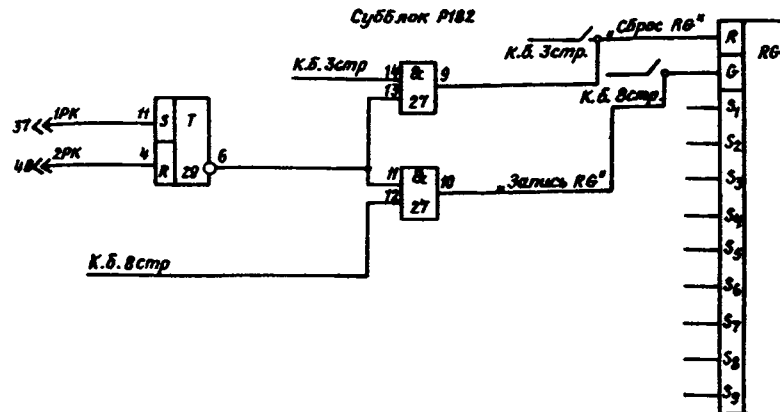 Субблок Р182
К.б. 3стр. „Сброс RG" R RG
К.б. 3стр 14 & 9
13 27
К.б. 8стр. G
37 1РК 11 S T
40 2РК 4 R 29 6
11 & 10 „Запись RG"
12 27
К.б. 8стр
S1
S2
S3
S4
S5
S6
S7
S8
S9